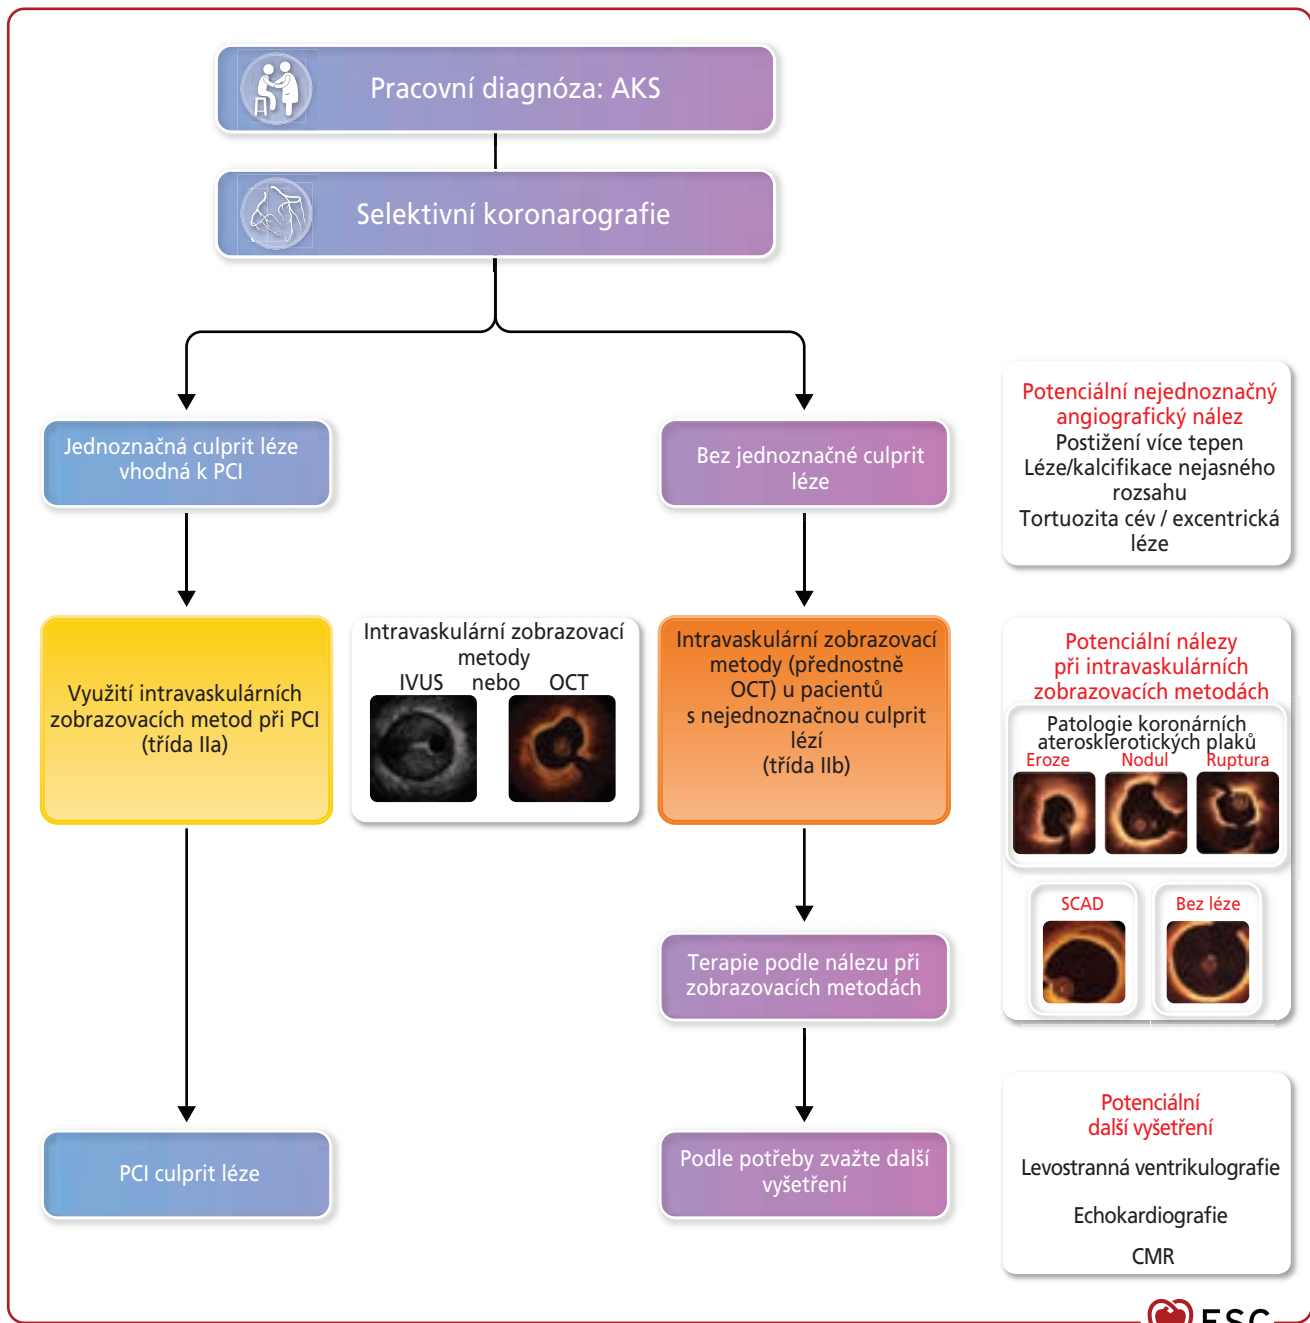 Pracovní diagnóza: AKS
Selektivní koronarografie
Jednoznačná culprit léze
vhodná k PCI
Bez jednoznačné culprit
léze
Potenciální nejednoznačný
angiografický nález
Postižení více tepen
Léze/kalcifikace nejasného
rozsahu
Tortuozita cév / excentrická
léze
Využití intravaskulárních
zobrazovacích metod při PCI
(třída IIa)
Intravaskulární zobrazovací
metody
IVUS nebo OCT
Intravaskulární zobrazovací
metody (přednostně
OCT) u pacientů
s nejednoznačnou culprit
lézí
(třída IIb)
Potenciální nálezy
při intravaskulárních
zobrazovacích metodách
Patologie koronárních
aterosklerotických plaků
Eroze Nodul Ruptura
SCAD Bez léze
Terapie podle nálezu při
zobrazovacích metodách
PCI culprit léze
Podle potřeby zvažte další
vyšetření
Potenciální
další vyšetření
Levostranná ventrikulografie
Echokardiografie
CMR
ESC